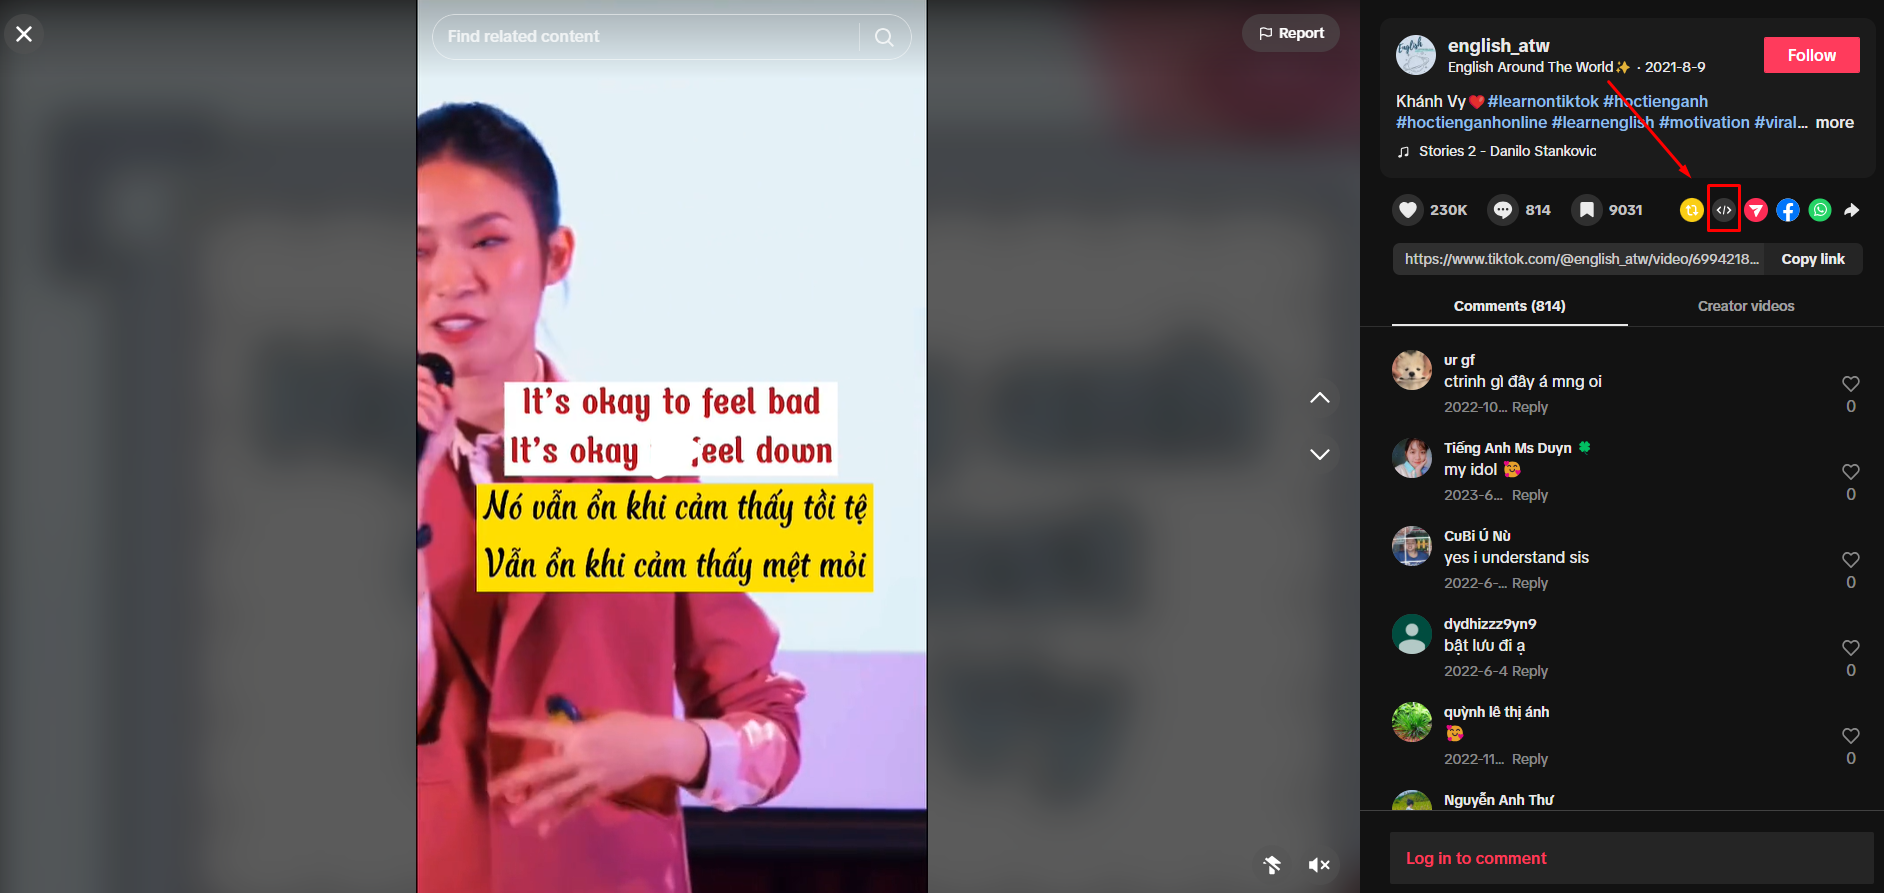 Find related content
Report
It's okay to feel bad
It's okay feel down
Nó vẫn ổn khi cảm thấy tồi tệ
Vẫn ổn khi cảm thấy mệt mỏi
english_atw
English Around The World✨ · 2021-8-9
Follow
Khánh Vy❤️#learnontiktok #hoctienganh
#hoctienganhonline #learnenglish #motivation #viral... more
Stories 2 - Danilo Stankovic
230K
814
9031
https://www.tiktok.com/@english_atw/video/6994218...
Copy link
Comments (814)
Creator videos
ur gf
ctrinh gì đây á mng oi
2022-10... Reply
0
Tiếng Anh Ms Duyn 🍀
my idol 🥰
2023-6... Reply
0
CuBi Ú Nù
yes i understand sis
2022-6-... Reply
0
dydhizzz9yn9
bật lưu đi ạ
2022-6-4 Reply
0
quỳnh lê thị ánh
🥰
2022-11... Reply
0
Nguyễn Anh Thư
Log in to comment